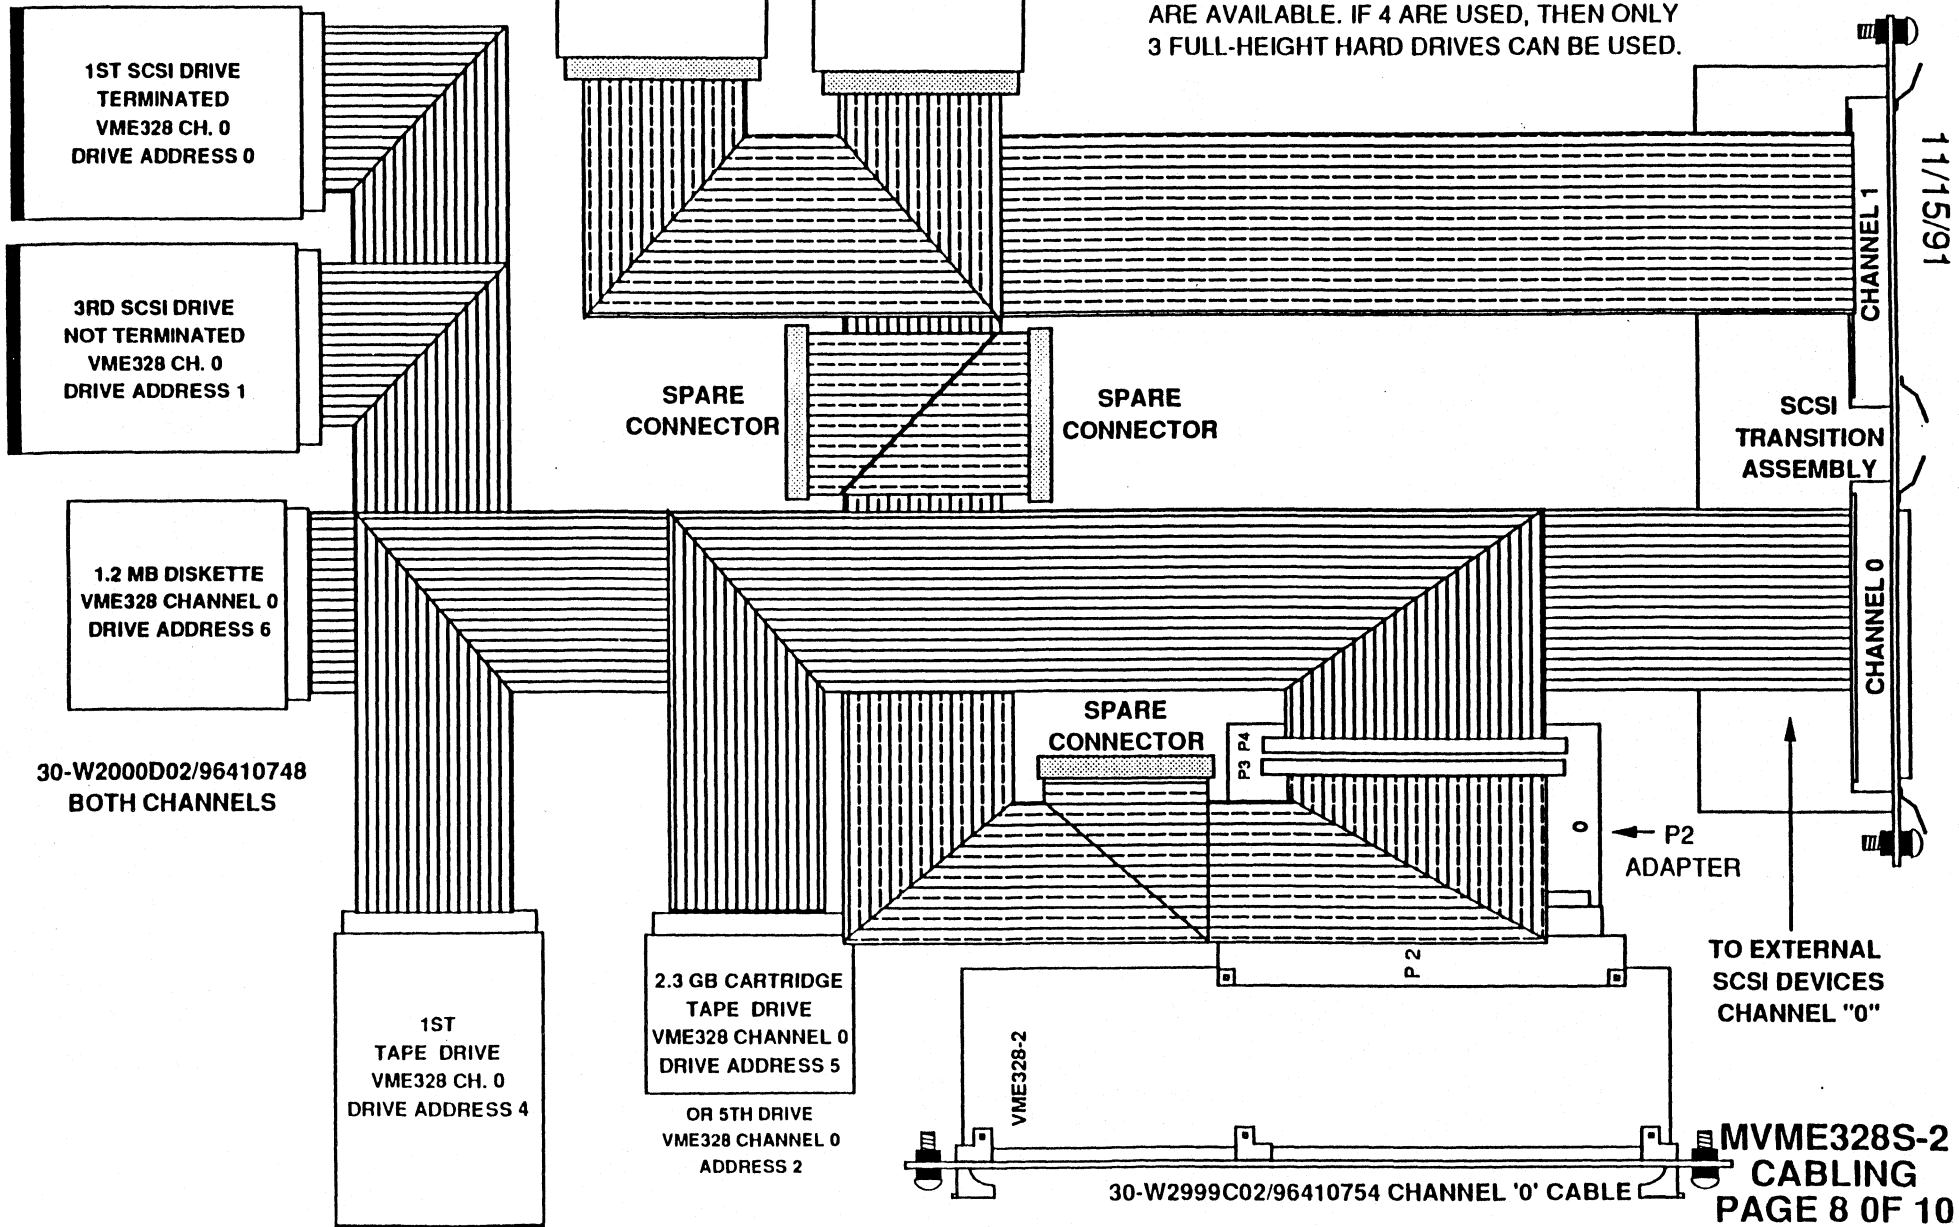 ARE AVAILABLE. IF 4 ARE USED, THEN ONLY
3 FULL-HEIGHT HARD DRIVES CAN BE USED.
1ST SCSI DRIVE
TERMINATED
VME328 CH. 0
DRIVE ADDRESS 0
11/15/91
CHANNEL 1
3RD SCSI DRIVE
NOT TERMINATED
VME328 CH. 0
DRIVE ADDRESS 1
SPARE
CONNECTOR
SPARE
CONNECTOR
SCSI
TRANSITION
ASSEMBLY
1.2 MB DISKETTE
VME328 CHANNEL 0
DRIVE ADDRESS 6
CHANNEL 0
30-W2000D02/96410748
BOTH CHANNELS
SPARE
CONNECTOR
P3 P4
0
P2
ADAPTER
TO EXTERNAL
SCSI DEVICES
CHANNEL "0"
P 2
1ST
TAPE DRIVE
VME328 CH. 0
DRIVE ADDRESS 4
2.3 GB CARTRIDGE
TAPE DRIVE
VME328 CHANNEL 0
DRIVE ADDRESS 5
OR 5TH DRIVE
VME328 CHANNEL 0
ADDRESS 2
VME328-2
30-W2999C02/96410754 CHANNEL '0' CABLE
MVME328S-2
CABLING
PAGE 8 0F 10